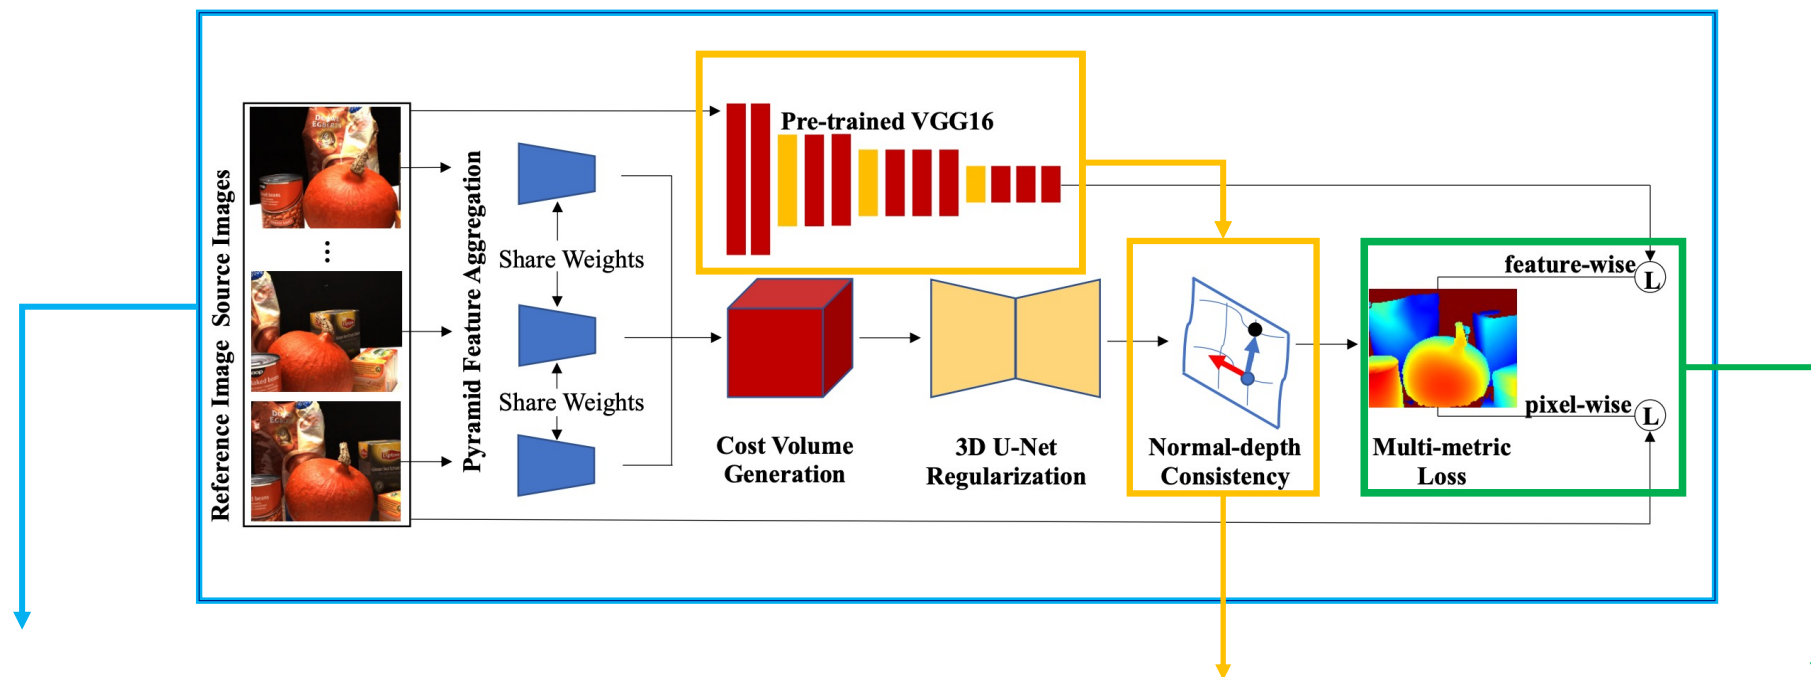 Reference Image Source Images
Pyramid Feature Aggregation
Share Weights
Share Weights
Pre-trained VGG16
Cost Volume
Generation
3D U-Net
Regularization
Normal-depth
Consistency
feature-wise
L
pixel-wise
L
Multi-metric
Loss